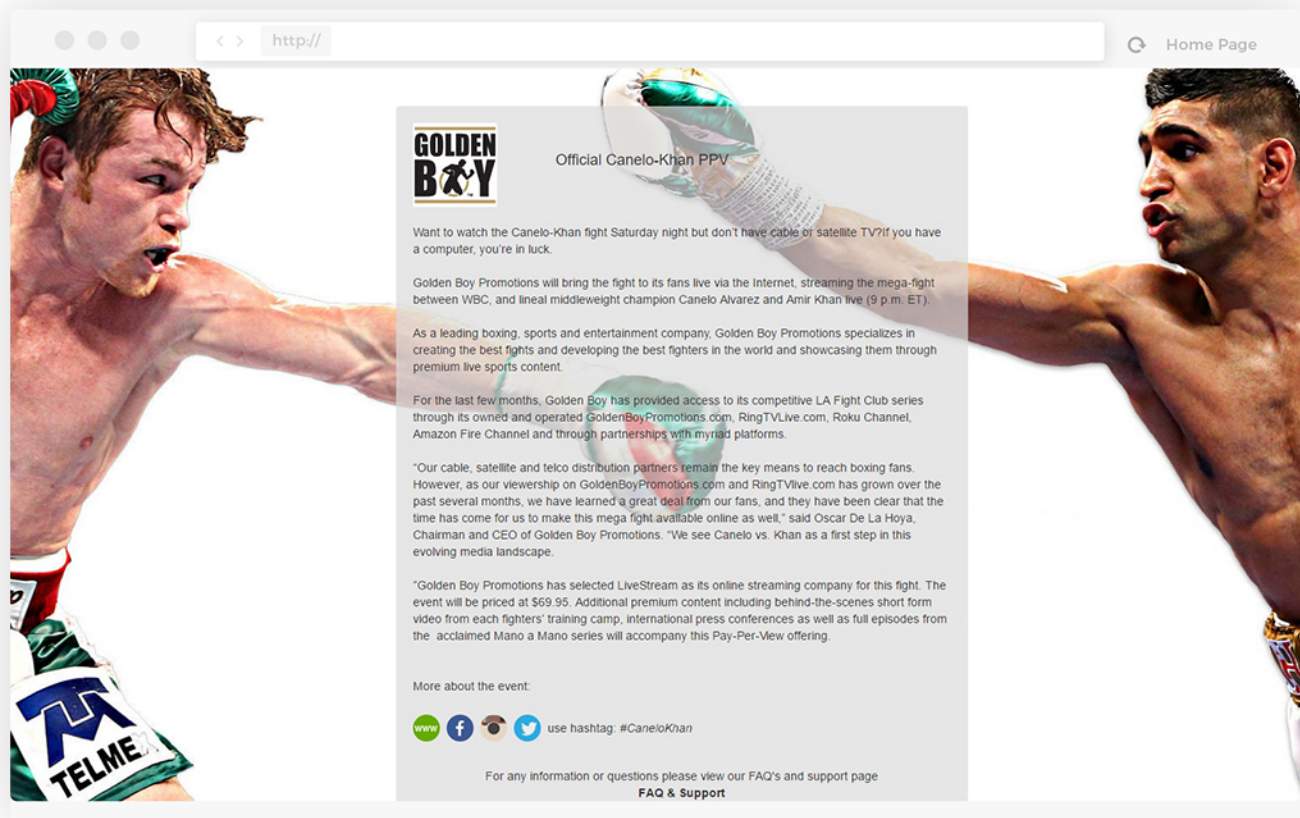 http://
Home Page
GOLDEN
BOY
Official Canelo-Khan PPV
Want to watch the Canelo-Khan fight Saturday night but don't have cable or satellite TV?If you have
a computer, you're in luck.
Golden Boy Promotions will bring the fight to its fans live via the Internet, streaming the mega-fight
between WBC, and lineal middleweight champion Canelo Alvarez and Amir Khan live (9 p.m. ET).
As a leading boxing, sports and entertainment company, Golden Boy Promotions specializes in
creating the best fights and developing the best fighters in the world and showcasing them through
premium live sports content.
For the last few months, Golden Boy has provided access to its competitive LA Fight Club series
through its owned and operated GoldenBoyPromotions.com, RingTVLive.com, Roku Channel,
Amazon Fire Channel and through partnerships with myriad platforms.
“Our cable, satellite and telco distribution partners remain the key means to reach boxing fans.
However, as our viewership on GoldenBoyPromotions.com and RingTVlive.com has grown over the
past several months, we have learned a great deal from our fans, and they have been clear that the
time has come for us to make this mega fight available online as well,” said Oscar De La Hoya,
Chairman and CEO of Golden Boy Promotions. “We see Canelo vs. Khan as a first step in this
evolving media landscape.
“Golden Boy Promotions has selected LiveStream as its online streaming company for this fight. The
event will be priced at $69.95. Additional premium content including behind-the-scenes short form
video from each fighters' training camp, international press conferences as well as full episodes from
the acclaimed Mano a Mano series will accompany this Pay-Per-View offering.
More about the event:
www
f
use hashtag: #CaneloKhan
TELMEX
For any information or questions please view our FAQ's and support page
FAQ & Support